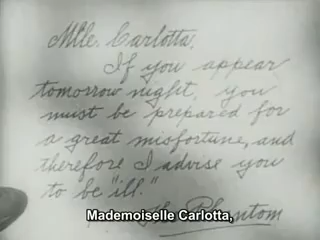 Mlle. Carlotta,
If you appear
tomorrow night, you
must be prepared for
a great misfortune, and
therefore I advise you
to be "ill."
The Phantom
Mademoiselle Carlotta,